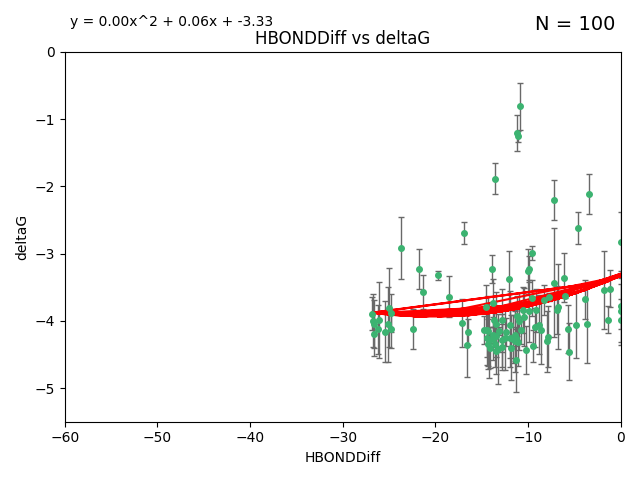 y = 0.00x^2 + 0.06x + -3.33
N = 100
HBONDDiff vs deltaG
0
−1
−2
−3
−4
−5
deltaG
−60
−50
−40
−30
−20
−10
0
HBONDDiff